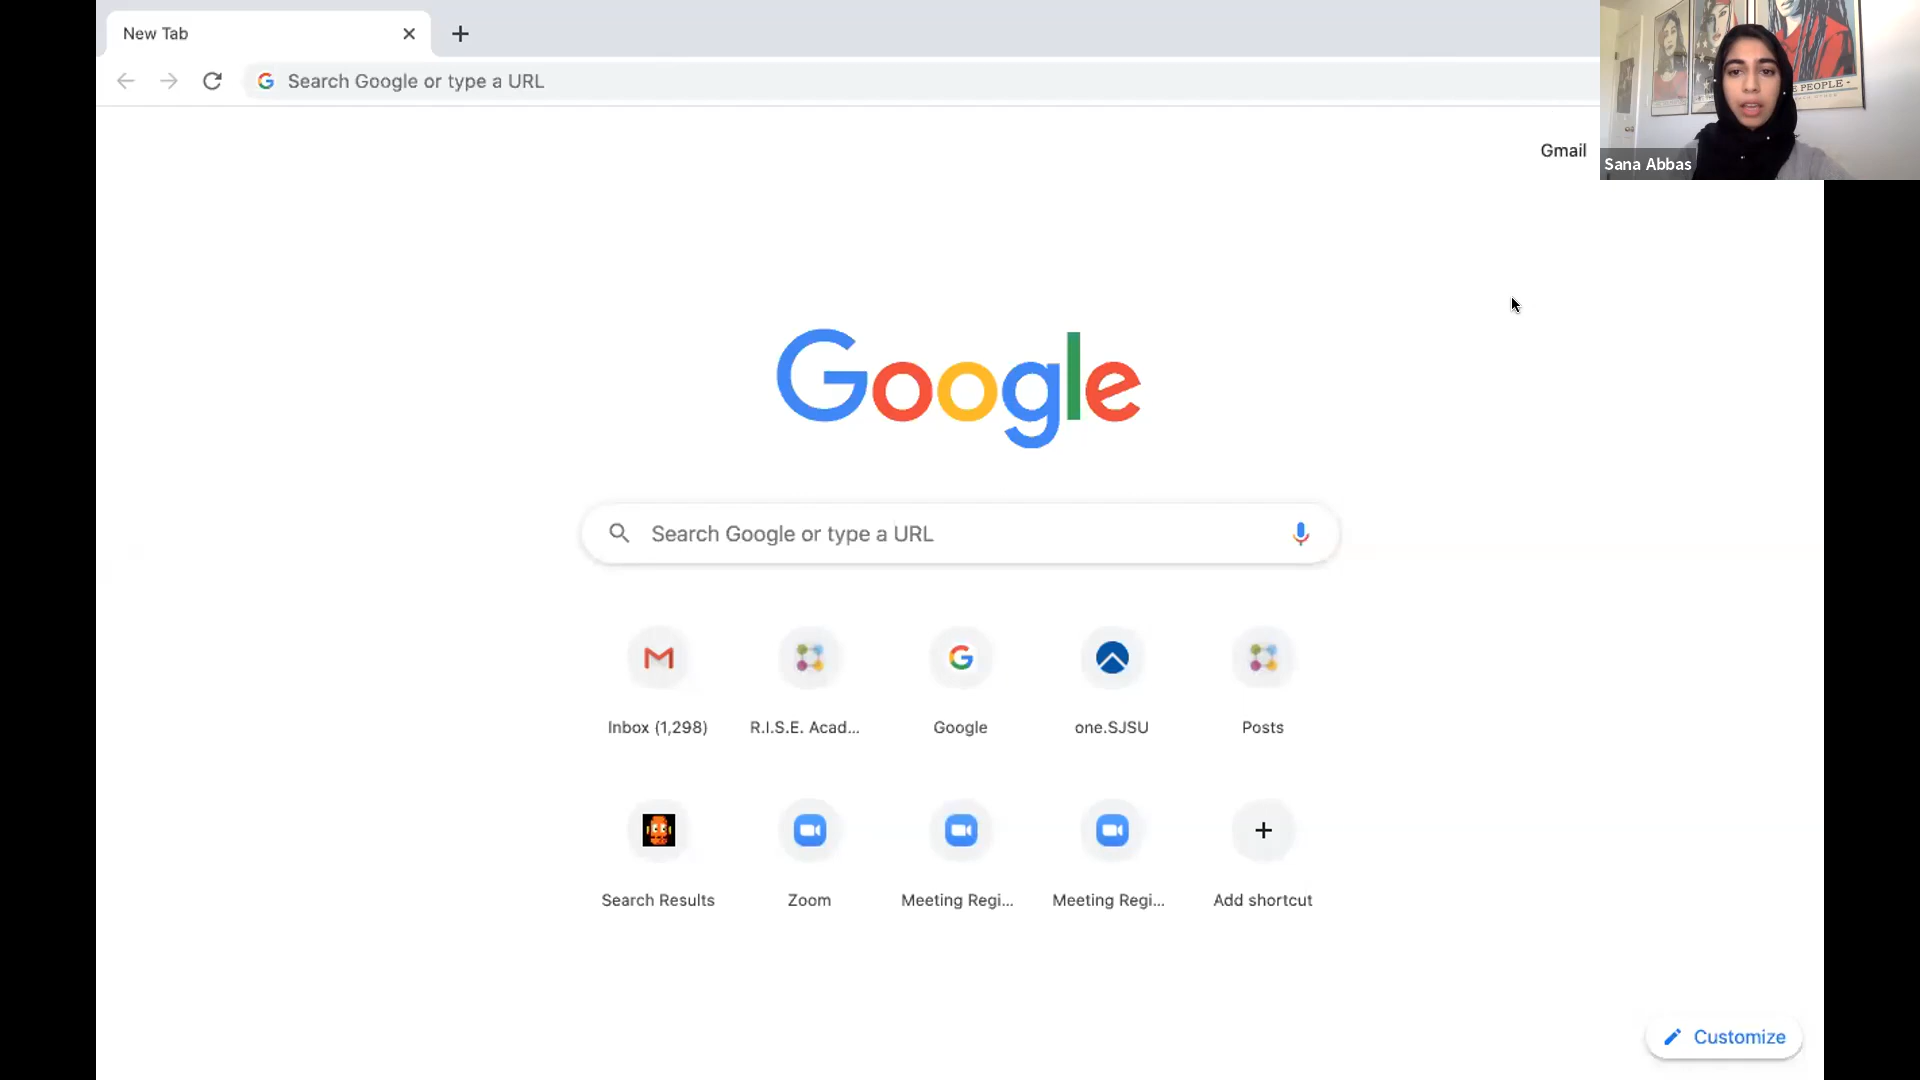 New Tab
Search Google or type a URL
E PEOPLE -
Gmail
Sana Abbas
Google
Search Google or type a URL
Inbox (1,298)
R.I.S.E. Acad...
Google
one.SJSU
Posts
Search Results
Zoom
Meeting Regi...
Meeting Regi...
Add shortcut
Customize